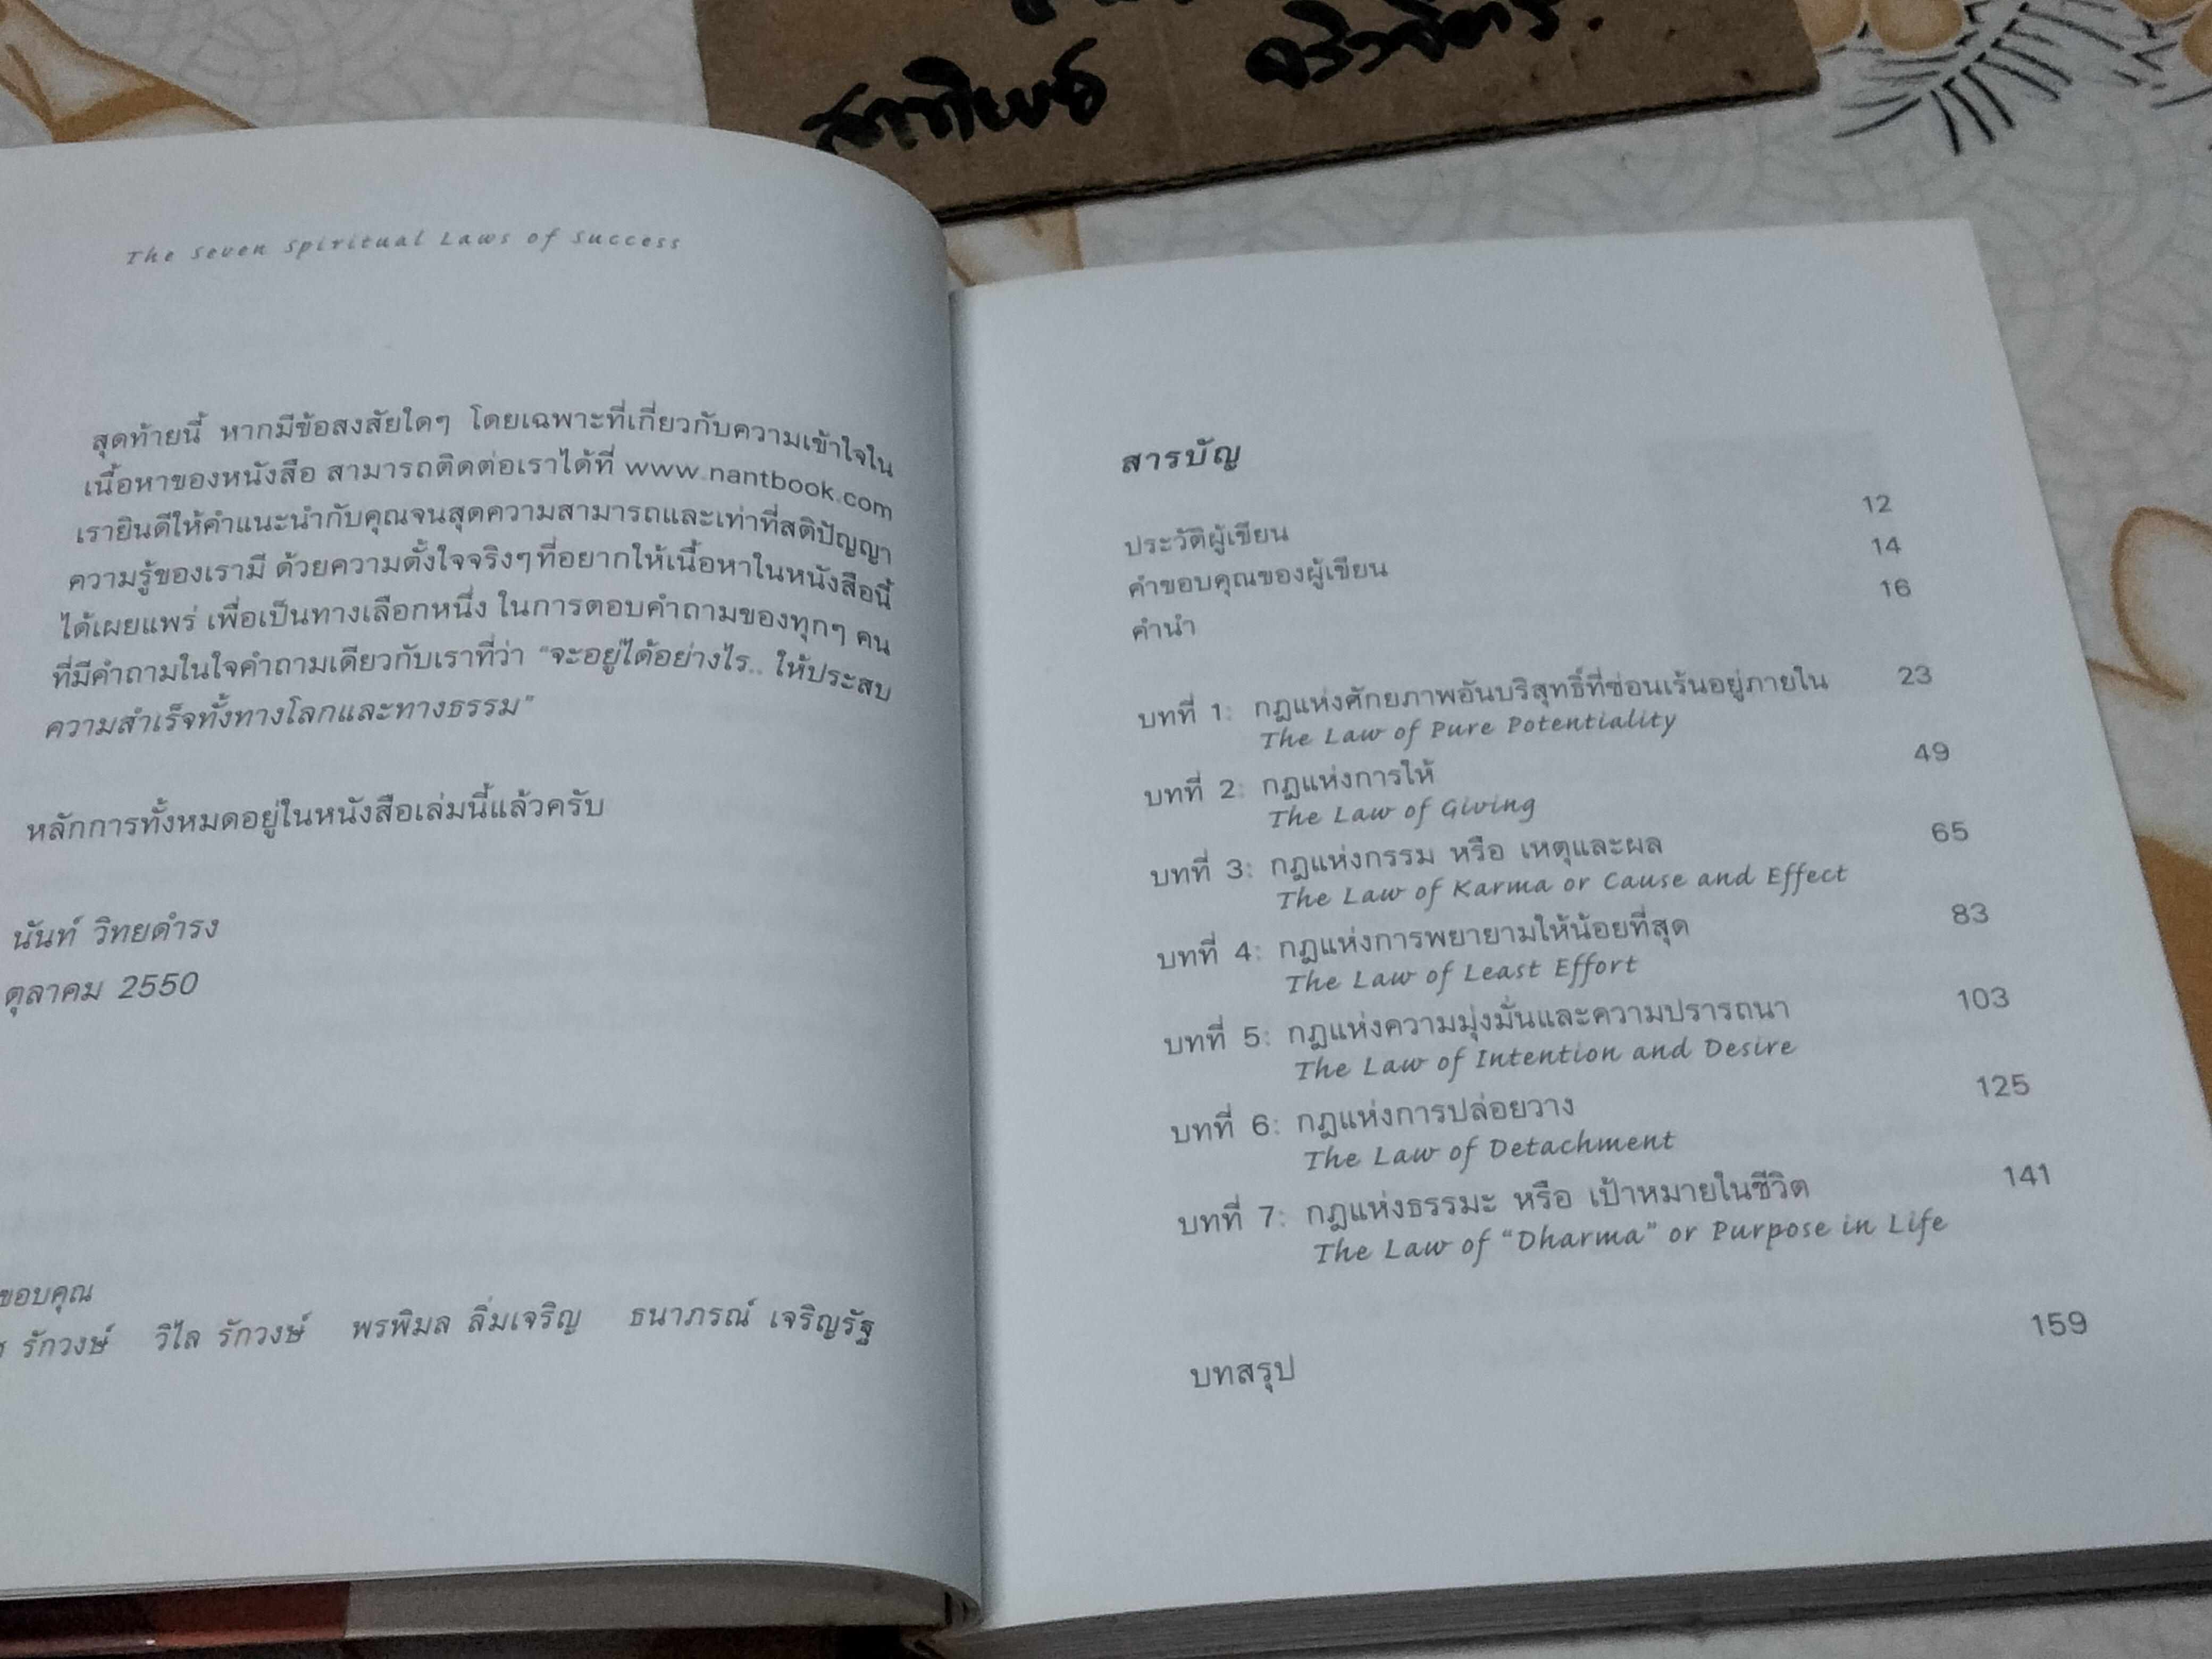 The Seven Spiritual Laws of Success
สุดท้ายนี้ หากมีข้อสงสัยใดๆ โดยเฉพาะที่เกี่ยวกับความเข้าใจใน
เนื้อหาของหนังสือ สามารถติดต่อเราได้ที่ www.nantbook.com
เรายินดีให้คำแนะนำกับคุณจนสุดความสามารถและเท่าที่สติปัญญา
ความรู้ของเรามี ด้วยความตั้งใจจริงๆที่อยากให้เนื้อหาในหนังสือนี้
ได้เผยแพร่ เพื่อเป็นทางเลือกหนึ่ง ในการตอบคำถามของทุกๆ คน
ที่มีคำถามในใจคำถามเดียวกับเราที่ว่า "จะอยู่ได้อย่างไร.. ให้ประสบ
ความสำเร็จทั้งทางโลกและทางธรรม"
หลักการทั้งหมดอยู่ในหนังสือเล่มนี้แล้วครับ
นันท์ วิทยดำรง
ตุลาคม 2550
ขอบคุณ
รักวงษ์ วิไล รักวงษ์ พรพิมล ลิ่มเจริญ ธนาภรณ์ เจริญรัฐ
สารบัญ
ประวัติผู้เขียน 12
คำขอบคุณของผู้เขียน 14
คำนำ 16
บทที่ 1: กฎแห่งศักยภาพอันบริสุทธิ์ที่ซ่อนเร้นอยู่ภายใน 23
The Law of Pure Potentiality
บทที่ 2: กฎแห่งการให้ 49
The Law of Giving
บทที่ 3: กฎแห่งกรรม หรือ เหตุและผล 65
The Law of Karma or Cause and Effect
บทที่ 4: กฎแห่งการพยายามให้น้อยที่สุด 83
The Law of Least Effort
บทที่ 5: กฎแห่งความมุ่งมั่นและความปรารถนา 103
The Law of Intention and Desire
บทที่ 6: กฎแห่งการปล่อยวาง 125
The Law of Detachment
บทที่ 7: กฎแห่งธรรมะ หรือ เป้าหมายในชีวิต 141
The Law of "Dharma" or Purpose in Life
บทสรุป 159